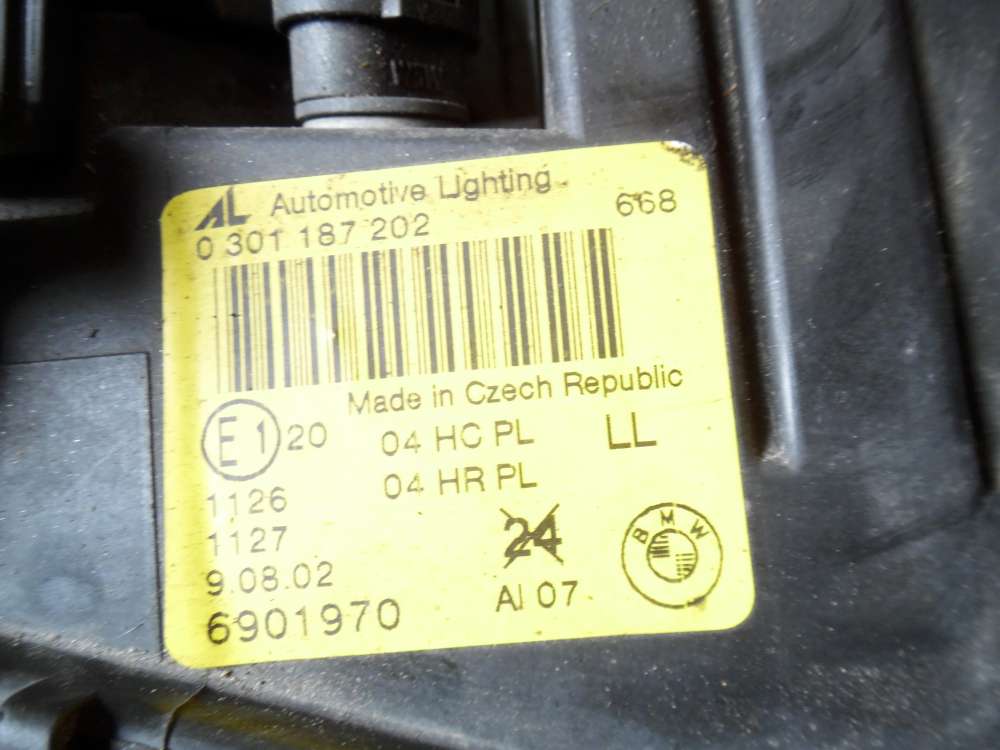 AL Automotive Lighting
668
0 301 187 202
Made in Czech Republic
E1 20 04 HC PL LL
04 HR PL
1126
1127
24
BMW
9.08.02
Al 07
6901970